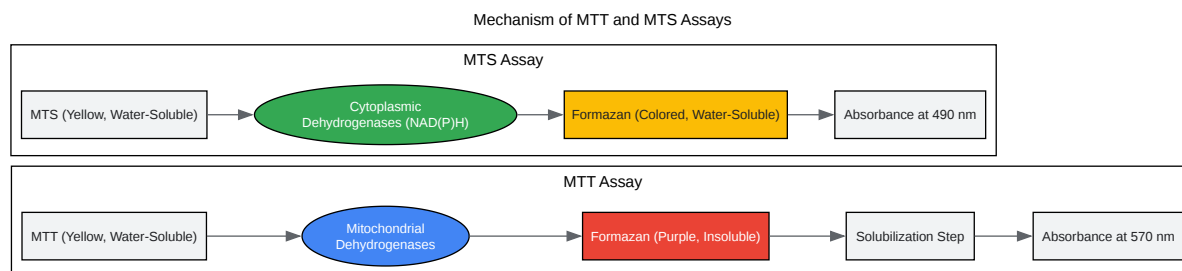 Mechanism of MTT and MTS Assays
MTS Assay
MTS (Yellow, Water-Soluble)
Cytoplasmic
Dehydrogenases (NAD(P)H)
Formazan (Colored, Water-Soluble)
Absorbance at 490 nm
MTT Assay
MTT (Yellow, Water-Soluble)
Mitochondrial
Dehydrogenases
Formazan (Purple, Insoluble)
Solubilization Step
Absorbance at 570 nm